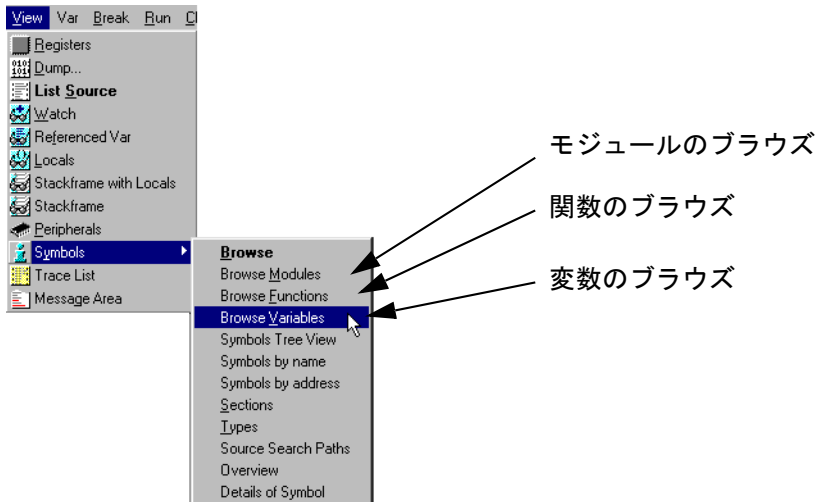 View Var Break Run
Registers
Dump...
List Source
Watch
Referenced Var
Locals
Stackframe with Locals
Stackframe
Peripherals
Symbols
Trace List
Message Area
Browse
Browse Modules
Browse Functions
Browse Variables
Symbols Tree View
Symbols by name
Symbols by address
Sections
Types
Source Search Paths
Overview
Details of Symbol
モジュールのブラウズ
関数のブラウズ
変数のブラウズ